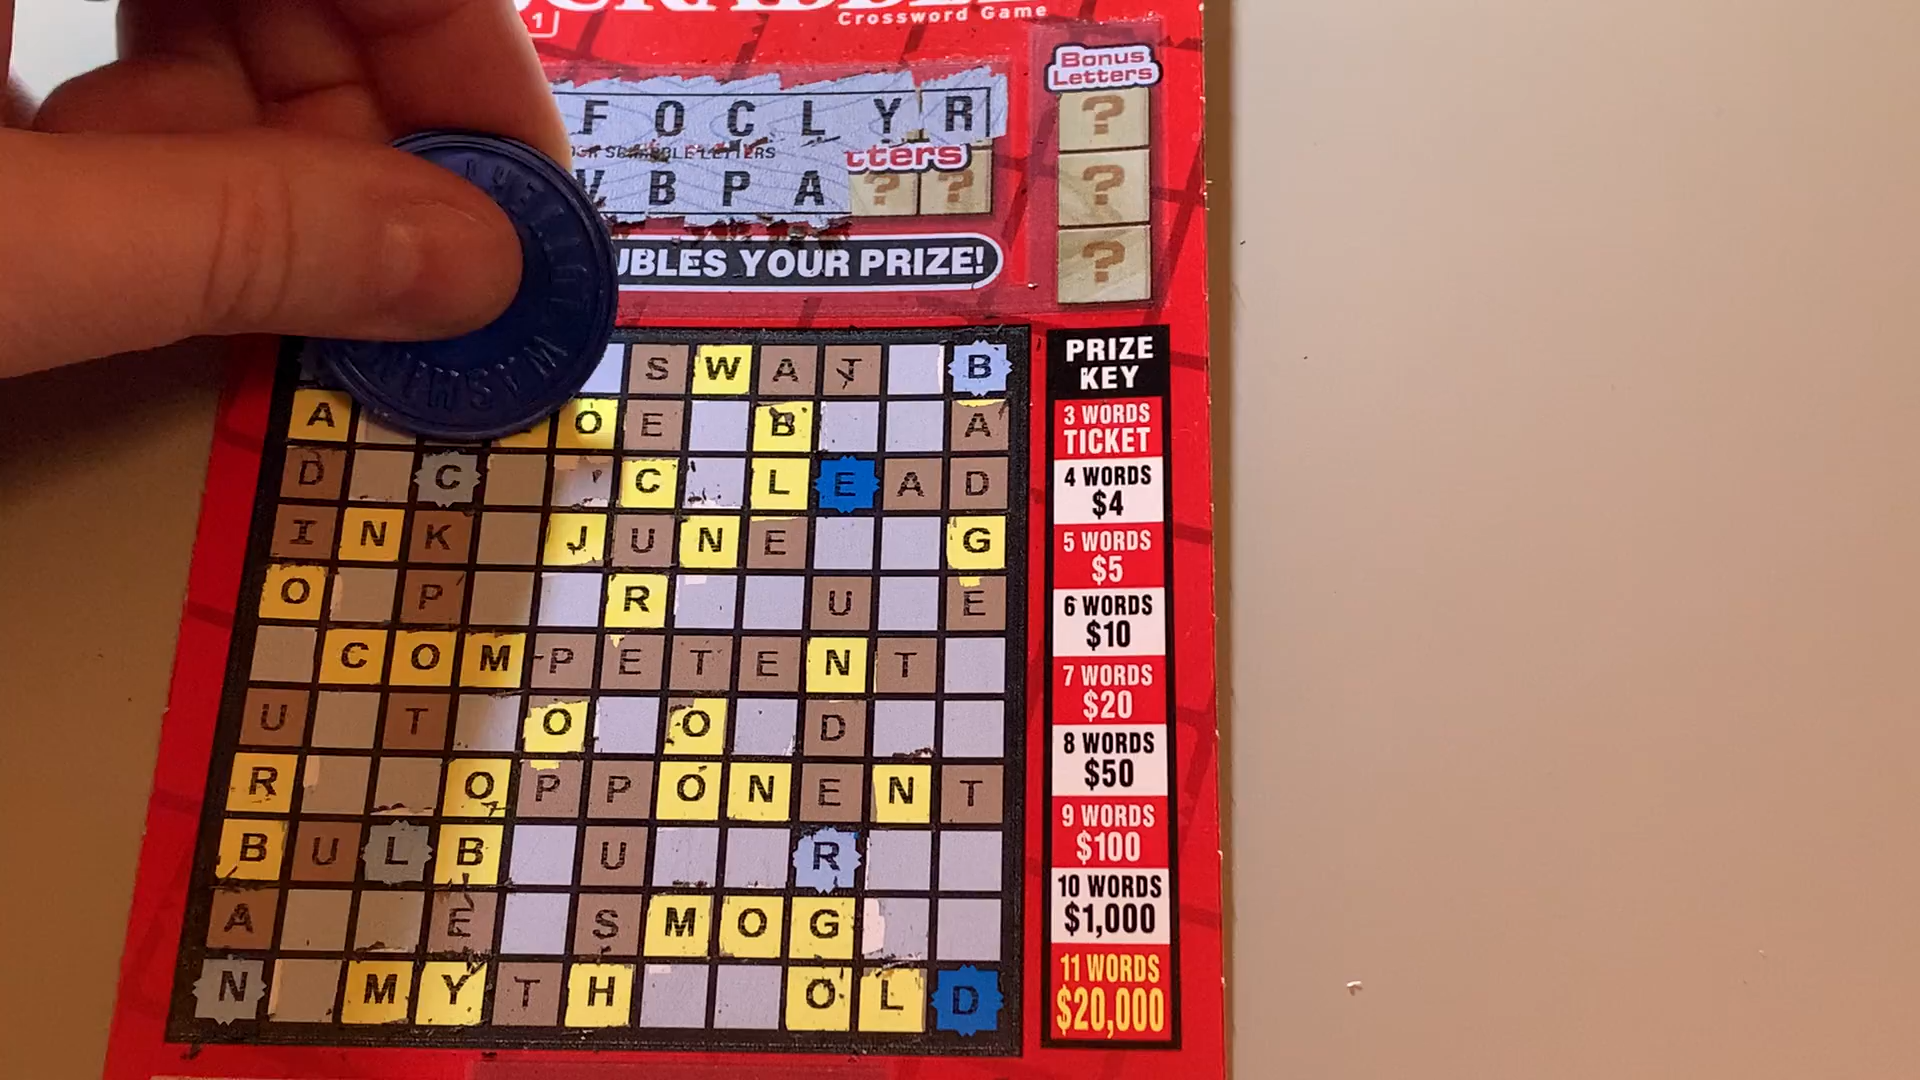 1
Crossword Game
Bonus
Letters
F O C L Y R
SCRABBLE LETTERS
tters
V B P A ? ?
?
?
?
UBLES YOUR PRIZE!
S W A T B
A O E B A
D C C L E A D
I N K J U N E G
O P R U E
C O M P E T E N T
U T O O D
R O P P O N E N T
B U L B U R
A E S M O G
N M Y T H O L D
PRIZE
KEY
3 WORDS
TICKET
4 WORDS
$4
5 WORDS
$5
6 WORDS
$10
7 WORDS
$20
8 WORDS
$50
9 WORDS
$100
10 WORDS
$1,000
11 WORDS
$20,000